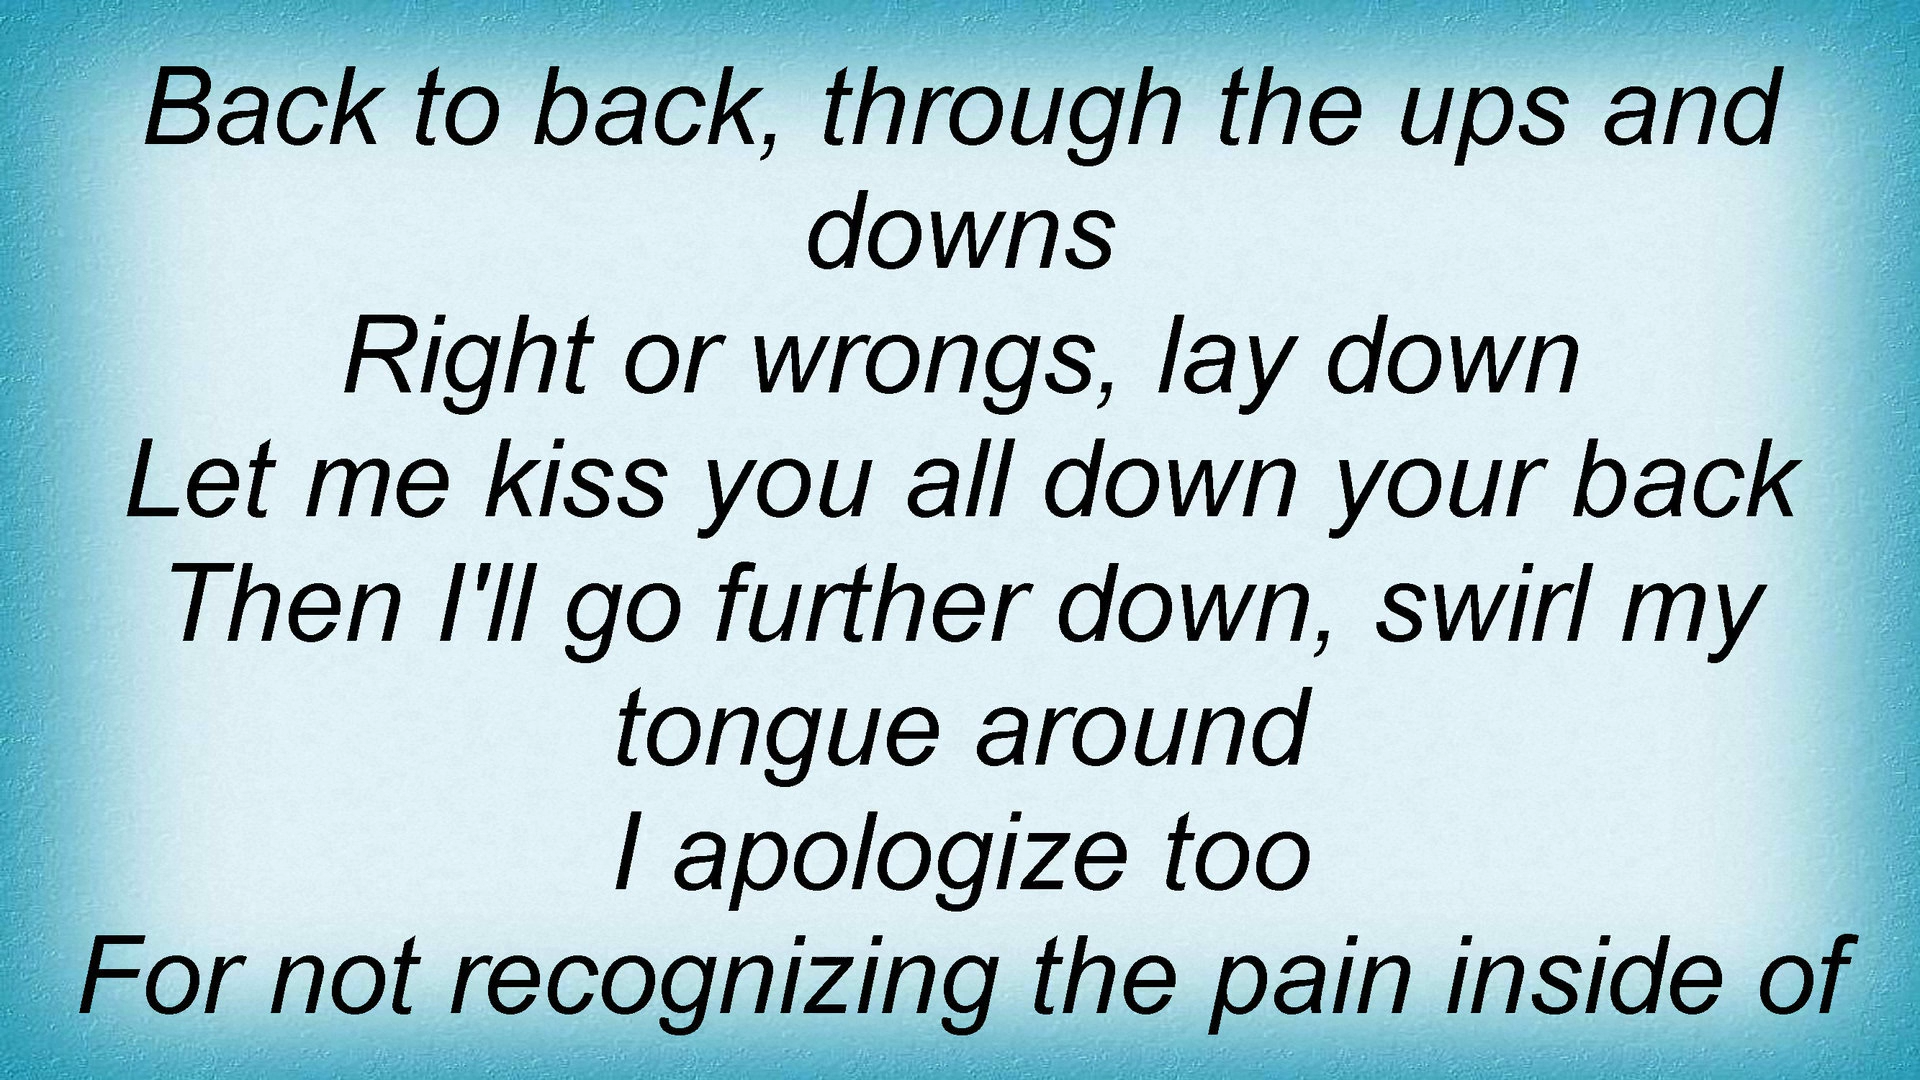 Back to back, through the ups and
downs
Right or wrongs, lay down
Let me kiss you all down your back
Then I'll go further down, swirl my
tongue around
I apologize too
For not recognizing the pain inside of